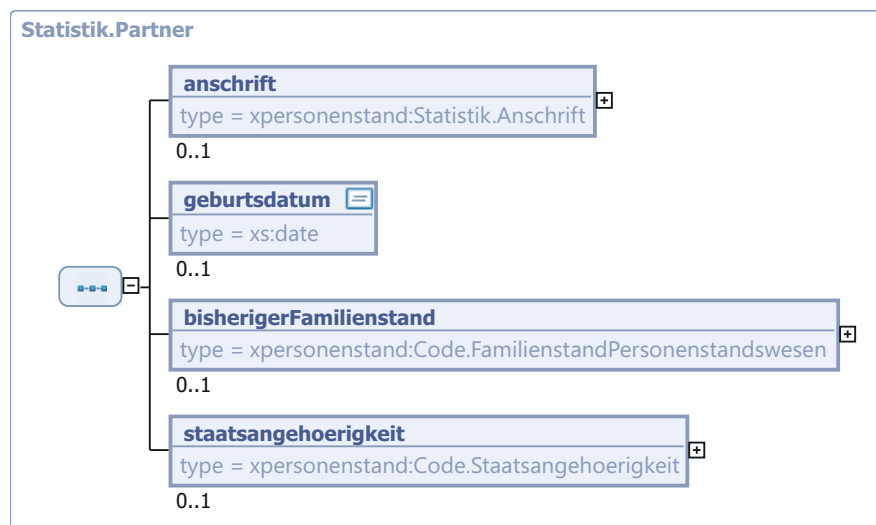 Statistik.Partner
anschrift
type = xpersonenstand:Statistik.Anschrift
0..1
geburtsdatum
type = xs:date
0..1
bisherigerFamilienstand
type = xpersonenstand:Code.FamilienstandPersonenstandswesen
0..1
staatsangehoerigkeit
type = xpersonenstand:Code.Staatsangehoerigkeit
0..1